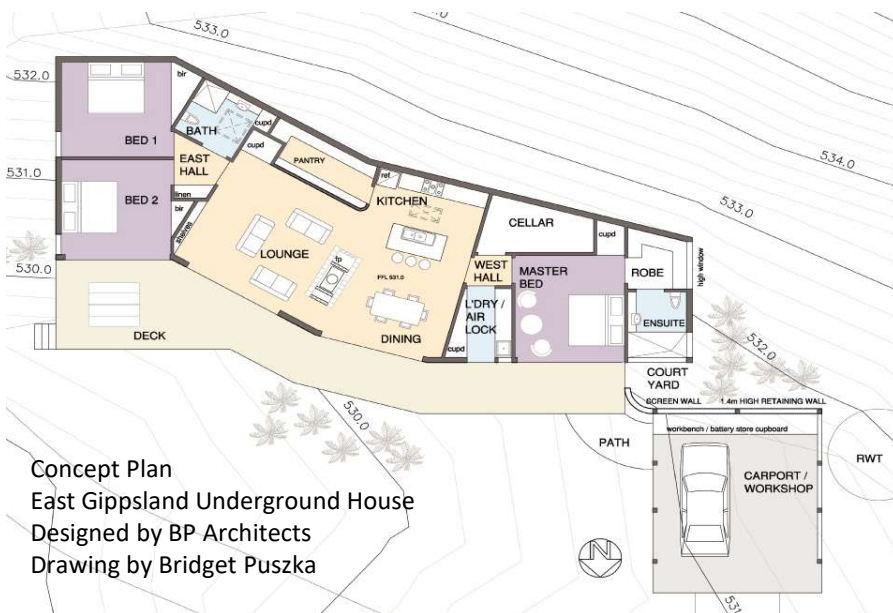 533.0
532.0
bir
BED 1
BATH
cupd
534.0
EAST
HALL
cupd
PANTRY
531.0
BED 2
linen
bir
shelves
ref
KITCHEN
533.0
CELLAR
cupd
LOUNGE
FFL 531.0
WEST
HALL
MASTER
BED
ROBE
high window
530.0
DECK
DINING
L'DRY /
AIR
LOCK
cupd
ENSUITE
532.0
COURT
YARD
530.0
SCREEN WALL
1.4m HIGH RETAINING WALL
workbench / battery store cupboard
PATH
RWT
CARPORT /
WORKSHOP
Concept Plan
East Gippsland Underground House
Designed by BP Architects
Drawing by Bridget Puszka
N